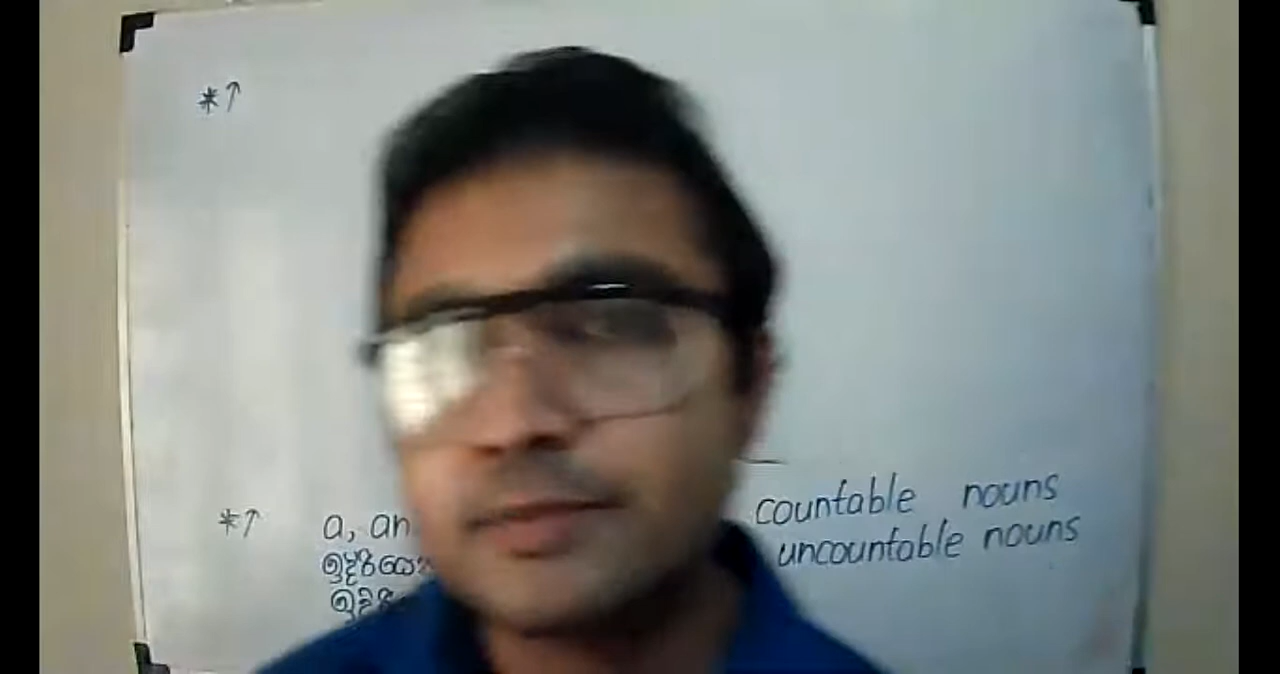 *↑
*↑ a, an countable nouns
uncountable nouns